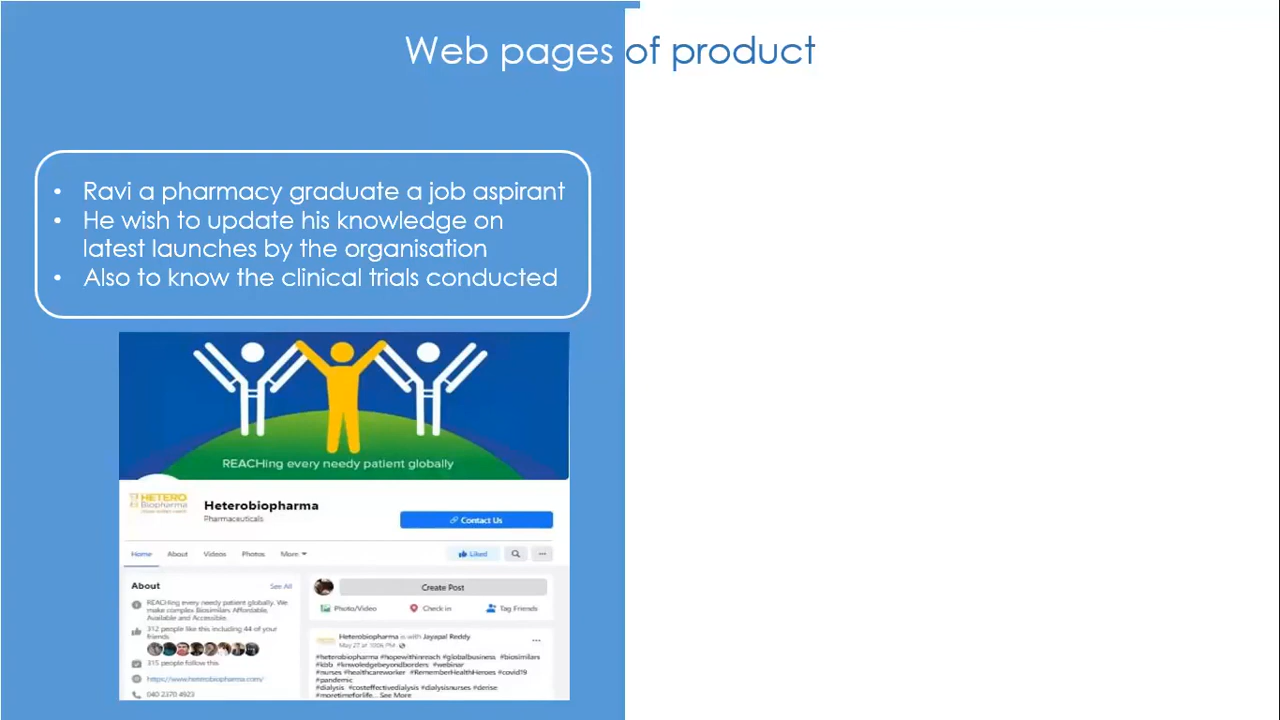 Web pages of product
• Ravi a pharmacy graduate a job aspirant
• He wish to update his knowledge on
latest launches by the organisation
• Also to know the clinical trials conducted
REACHing every needy patient globally
HETERO
Biopharma
Heterobiopharma
Pharmaceuticals
Contact Us
Home About Videos Photos More
Liked
About See All
REACHing every needy patient globally. We
make complex Biosimilars Affordable,
Available and Accessible.
312 people like this including 44 of your
friends
315 people follow this
https://www.heterobiopharma.com/
040 2370 4923
Create Post
Photo/Video Check in Tag Friends
Heterobiopharma is with Jayapal Reddy
May 27 at 10:04 PM
#heterobiopharma #hopewithinreach #globalbusiness #biosimilars
#kbb #knwoledgebeyondborders #webinar
#nurses #healthcareworker #RememberHealthHeroes #covid19
#pandemic
#dialysis #costeffectivedialysis #dialysisnurses #derise
#moretimeforlife... See More